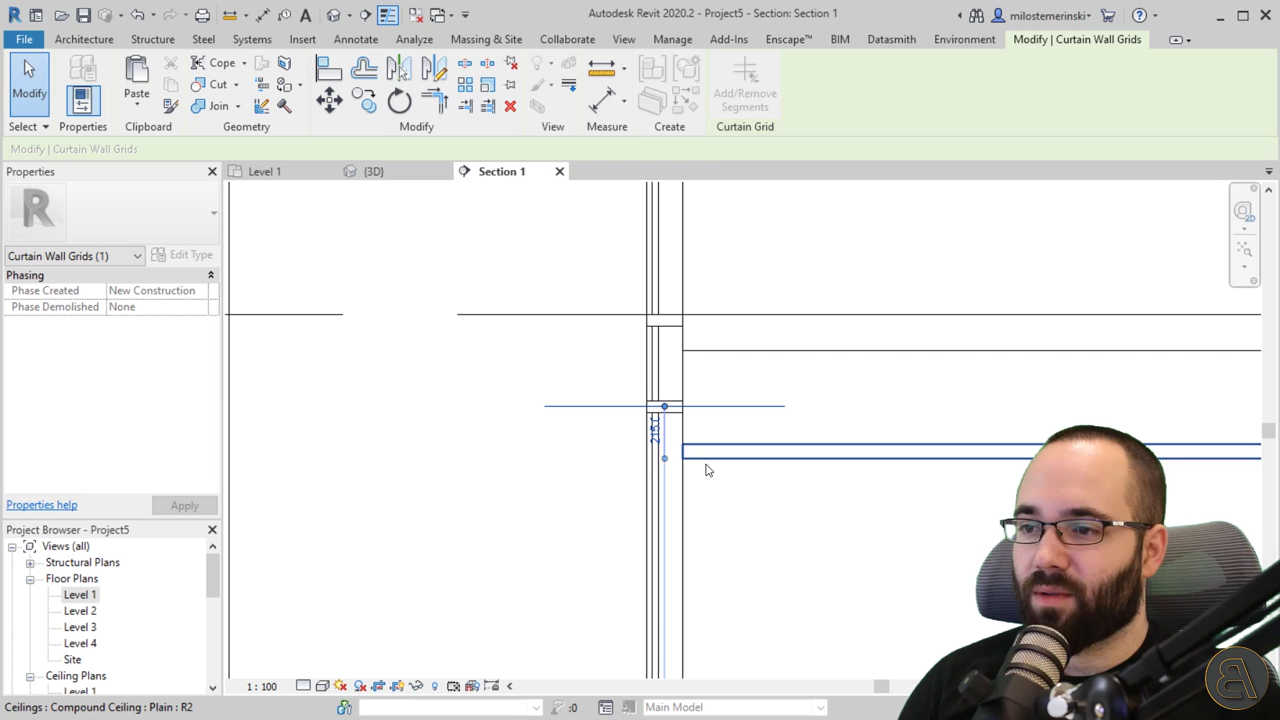 Autodesk Revit 2020.2 - Project5 - Section: Section 1
milostemerinski
File Architecture Structure Steel Systems Insert Annotate Analyze Massing & Site Collaborate View Manage Add-Ins Enscape™ BIM Datasmith Environment Modify | Curtain Wall Grids
Modify Paste Cope Cut Join Add/Remove Segments
Select Properties Clipboard Geometry Modify View Measure Create Curtain Grid
Modify | Curtain Wall Grids
Properties
Level 1 {3D} Section 1
2D
R
Curtain Wall Grids (1) Edit Type
Phasing
Phase Created New Construction
Phase Demolished None
Properties help Apply
Project Browser - Project5
Views (all)
Structural Plans
Floor Plans
Level 1
Level 2
Level 3
Level 4
Site
Ceiling Plans
Level 1
1 : 100
Ceilings : Compound Ceiling : Plain : R2
:0 Main Model